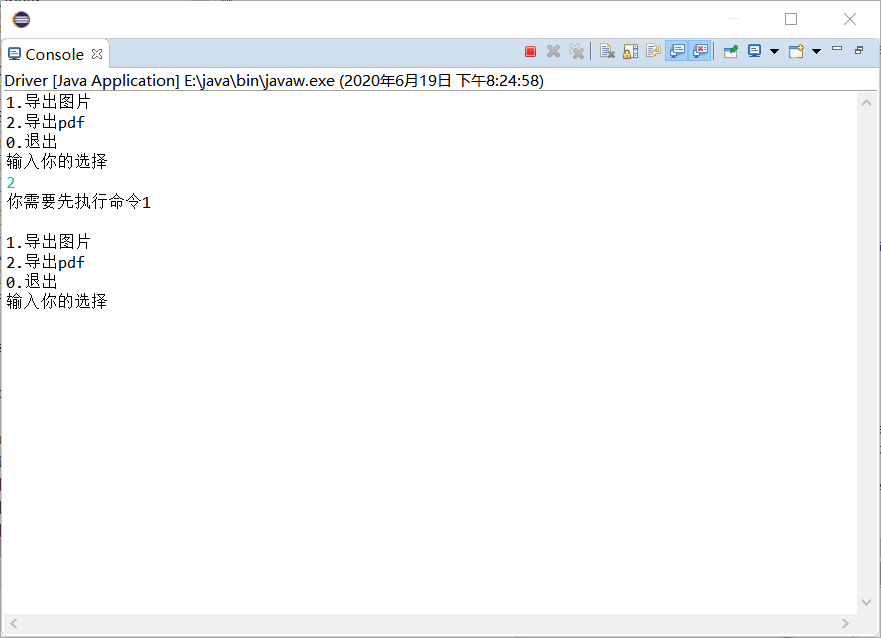 Console
Driver [Java Application] E:\java\bin\javaw.exe (2020年6月19日 下午8:24:58)
1.导出图片
2.导出pdf
0.退出
输入你的选择
2
你需要先执行命令1
1.导出图片
2.导出pdf
0.退出
输入你的选择